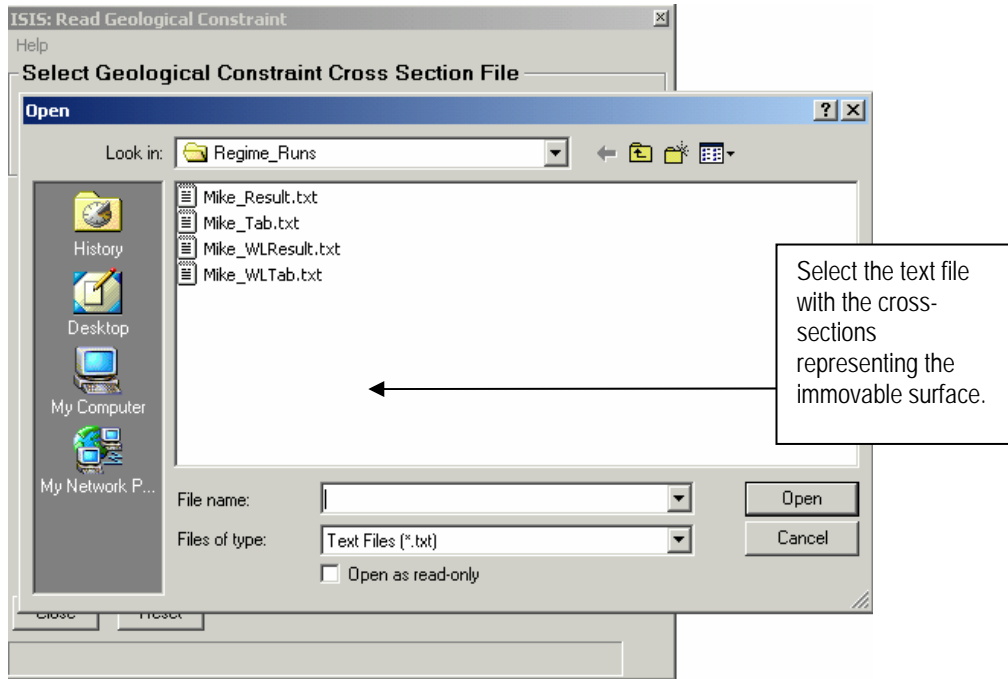 ISIS: Read Geological Constraint
Help
Select Geological Constraint Cross Section File
Open
Look in:
Regime_Runs
History
Desktop
My Computer
My Network P...
Mike_Result.txt
Mike_Tab.txt
Mike_WLResult.txt
Mike_WLTab.txt
Select the text file
with the cross-
sections
representing the
immovable surface.
File name:
Open
Files of type:
Text Files (*.txt)
Cancel
Open as read-only
Close
Reset